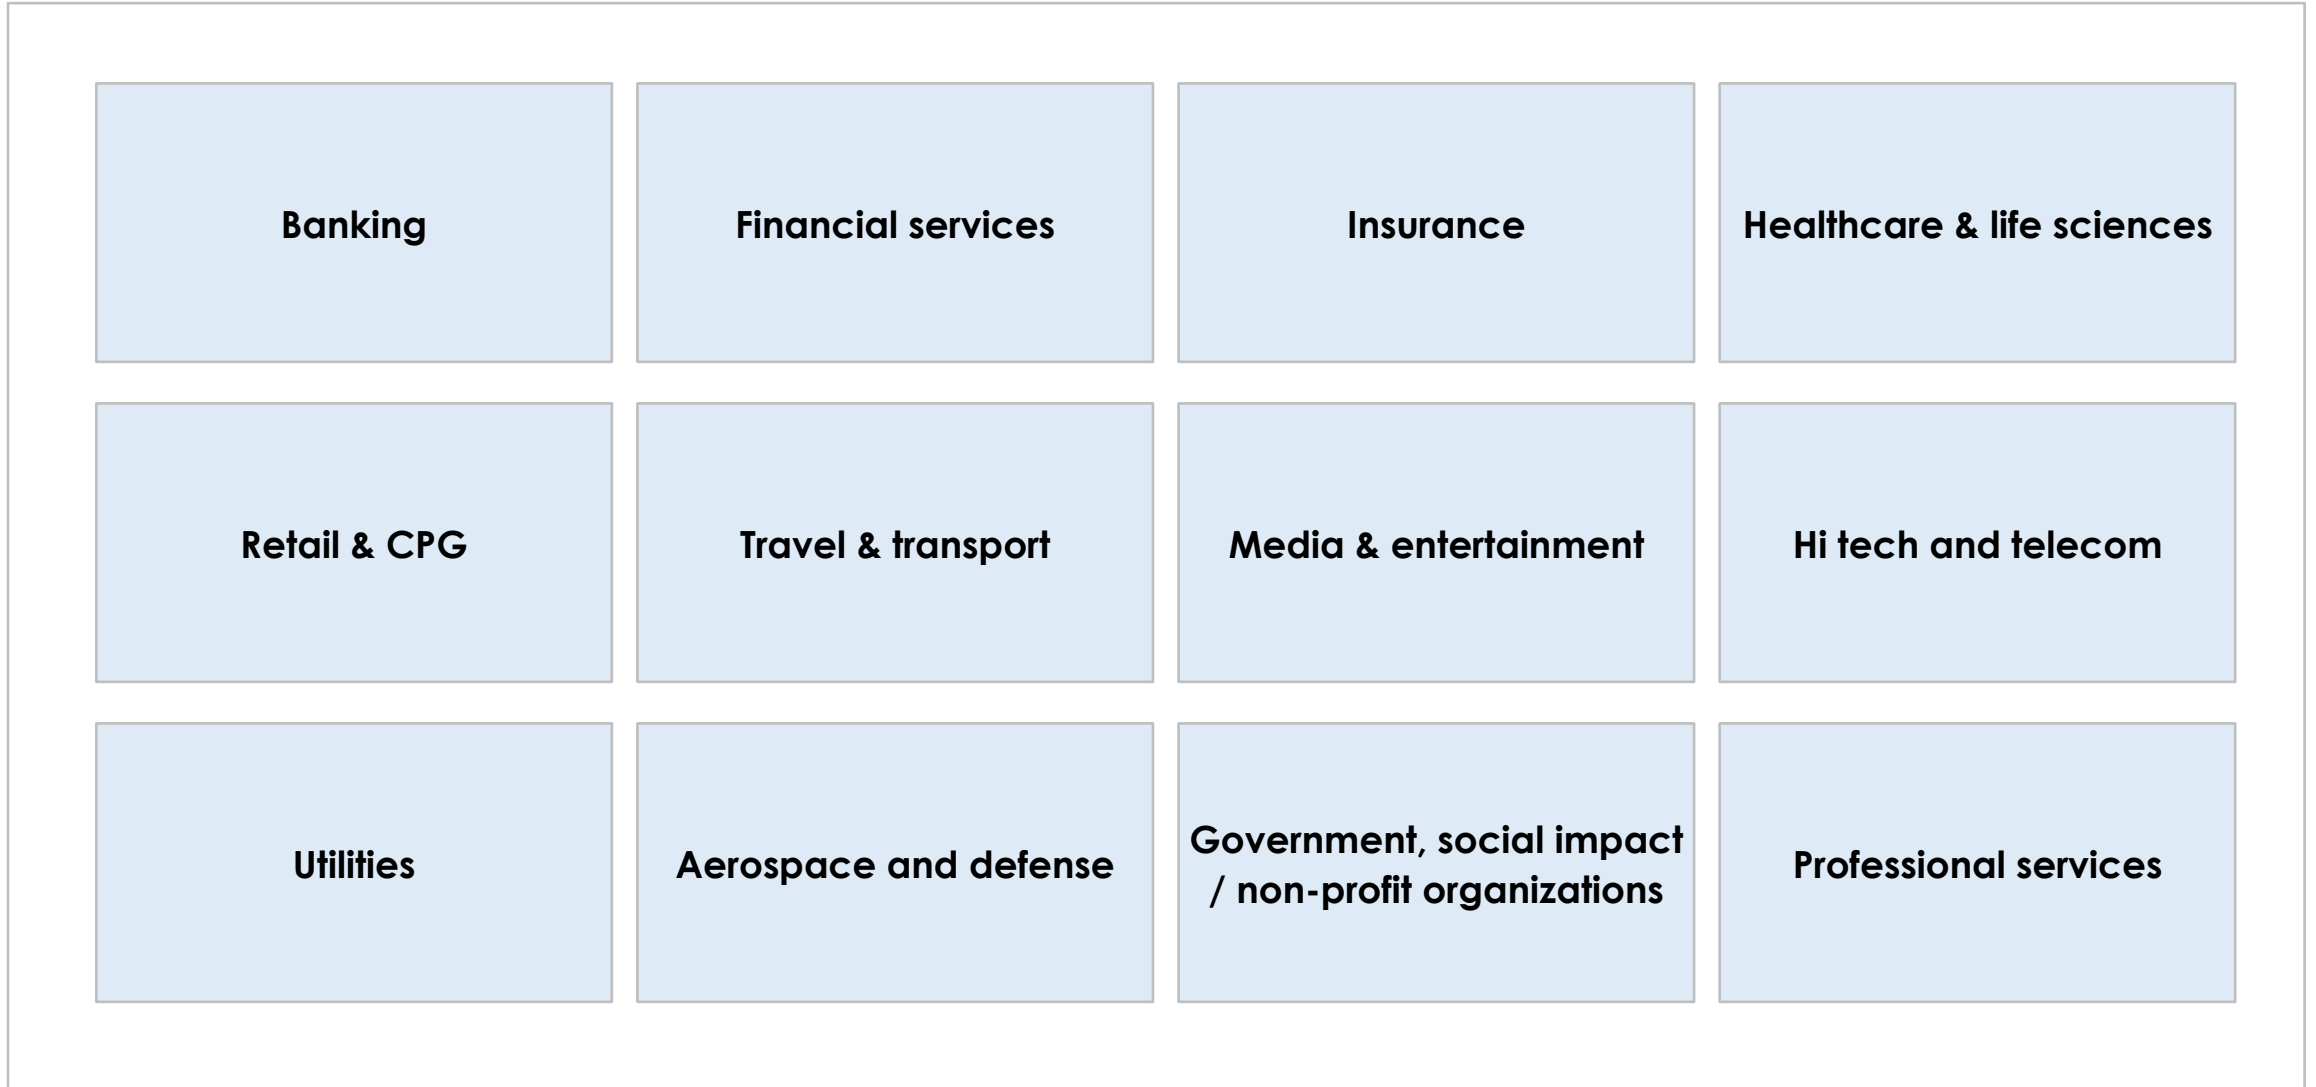 Banking
Financial services
Insurance
Healthcare & life sciences
Retail & CPG
Travel & transport
Media & entertainment
Hi tech and telecom
Utilities
Aerospace and defense
Government, social impact
/ non-profit organizations
Professional services